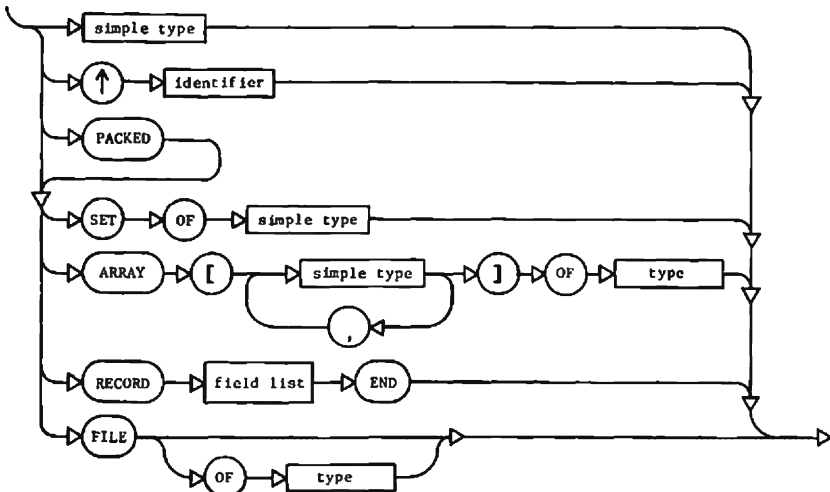 simple type
↑ identifier
PACKED
SET OF simple type
ARRAY [ simple type ] OF type
,
RECORD field list END
FILE
OF type